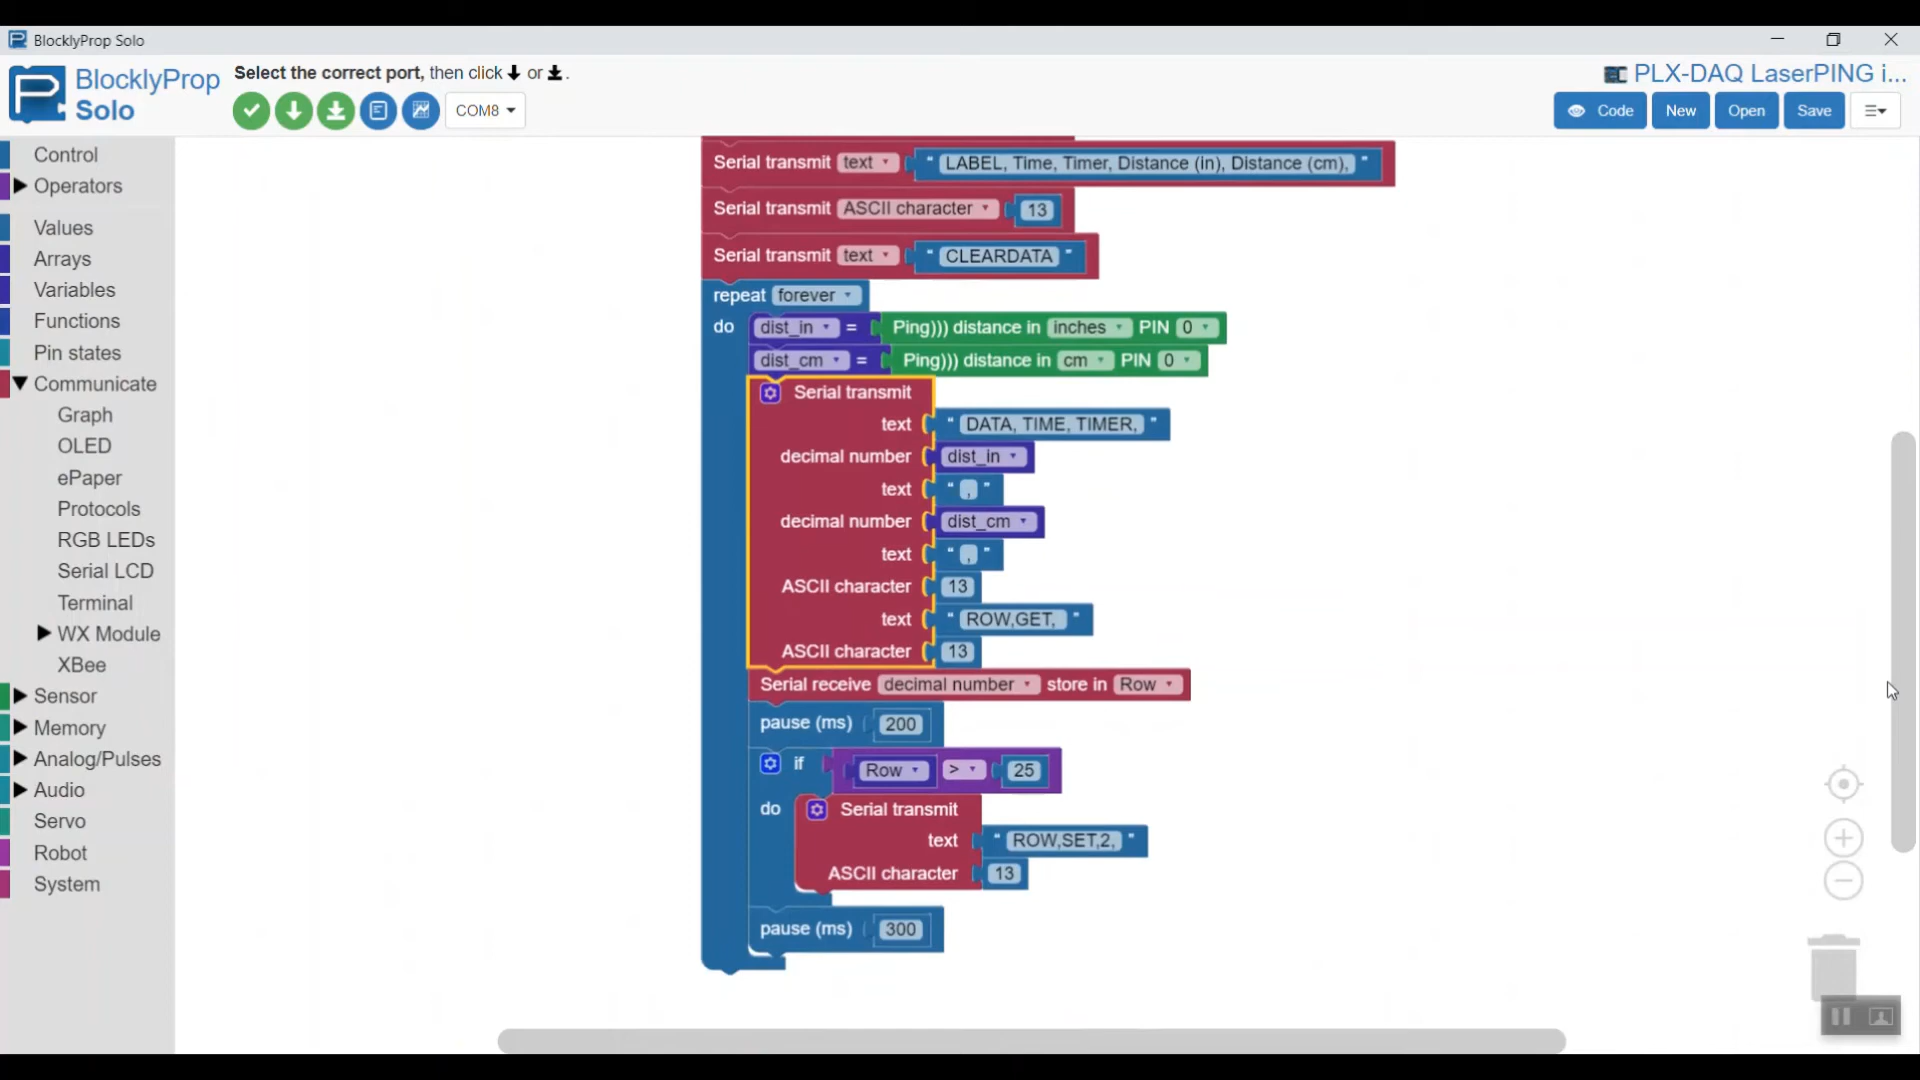 BlocklyProp Solo
BlocklyProp
Solo
Select the correct port, then click or .
COM8
PLX-DAQ LaserPING i...
Code New Open Save
Control
Operators
Values
Arrays
Variables
Functions
Pin states
Communicate
Graph
OLED
ePaper
Protocols
RGB LEDs
Serial LCD
Terminal
WX Module
XBee
Sensor
Memory
Analog/Pulses
Audio
Servo
Robot
System
Serial transmit text " LABEL, Time, Timer, Distance (in), Distance (cm), "
Serial transmit ASCII character 13
Serial transmit text " CLEARDATA "
repeat forever
do dist_in = Ping))) distance in inches PIN 0
dist_cm = Ping))) distance in cm PIN 0
Serial transmit
text " DATA, TIME, TIMER, "
decimal number dist_in
text " , "
decimal number dist_cm
text " , "
ASCII character 13
text " ROW,GET, "
ASCII character 13
Serial receive decimal number store in Row
pause (ms) 200
if Row > 25
do Serial transmit
text " ROW,SET,2, "
ASCII character 13
pause (ms) 300